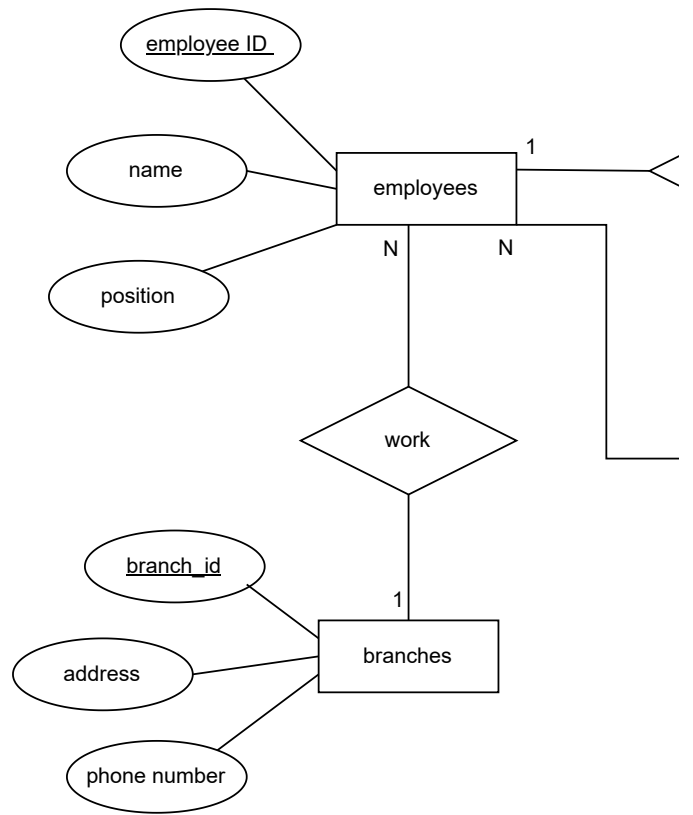 employee ID
name
1
employees
N
N
position
work
branch_id
1
branches
address
phone number